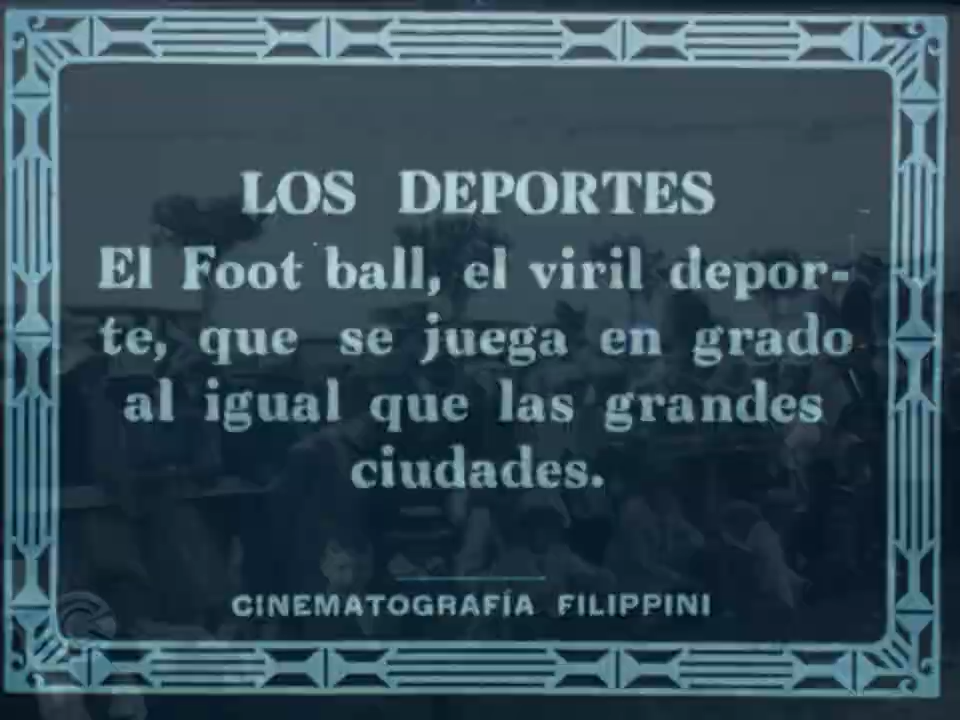 LOS DEPORTES
El Foot ball, el viril depor-
te, que se juega en grado
al igual que las grandes
ciudades.
CINEMATOGRAFÍA FILIPPINI